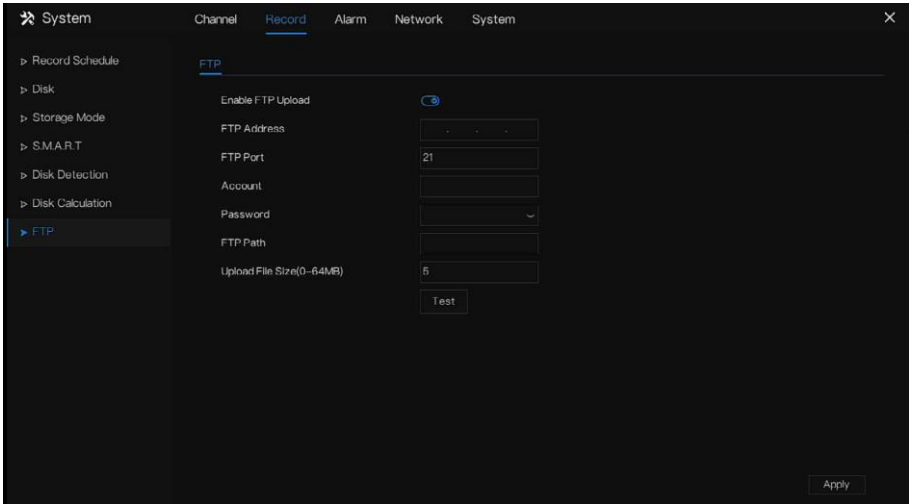 System Channel Record Alarm Network System
Record Schedule
Disk
Storage Mode
S.M.A.R.T
Disk Detection
Disk Calculation
FTP
FTP
Enable FTP Upload
FTP Address . . .
FTP Port 21
Account
Password
FTP Path
Upload File Size(0-64MB) 5
Test
Apply